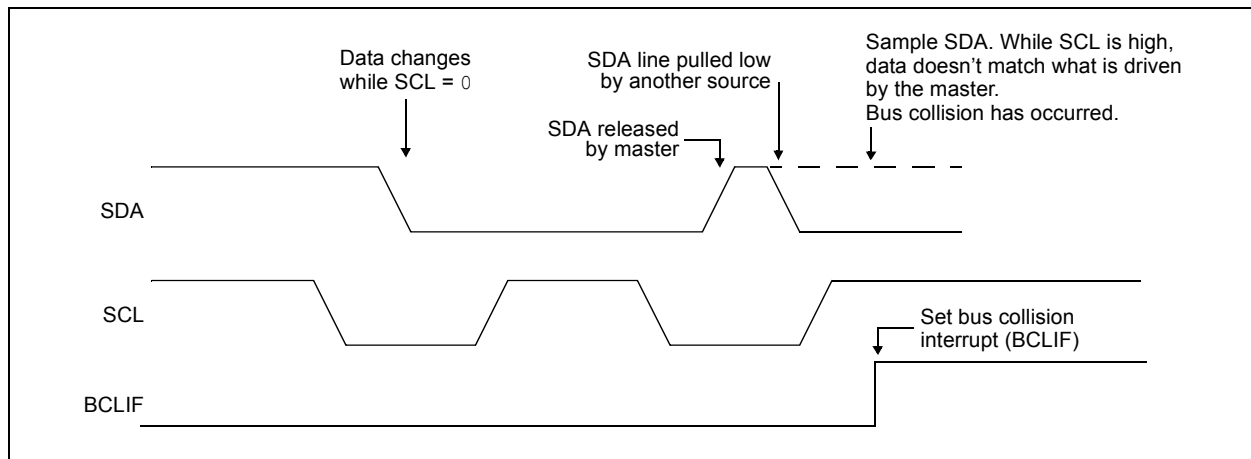 Data changes
while SCL = 0
SDA line pulled low
by another source
Sample SDA. While SCL is high,
data doesn't match what is driven
by the master.
Bus collision has occurred.
SDA released
by master
SDA
SCL
Set bus collision
interrupt (BCLIF)
BCLIF